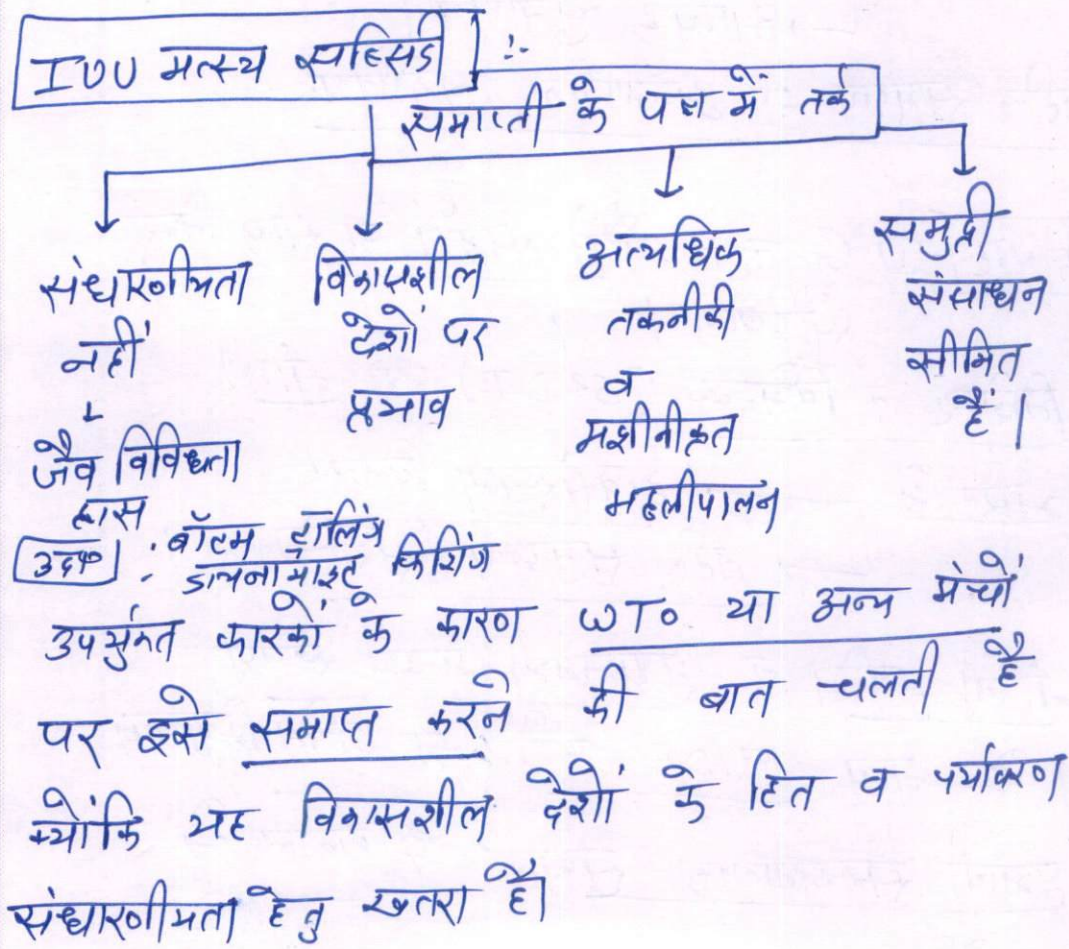 IUU मत्स्य सब्सिडी :-
समाप्ती के पक्ष में तर्क
संधारणीयता
नहीं
↓
जैव विविधता
ह्रास
उदा॰ : बॉटम ट्रॉलिंग
डायनामाइट फिशिंग
विकासशील
देशों पर
प्रभाव
अत्यधिक
तकनीकी
व
मशीनीकृत
मछलीपालन
समुद्री
संसाधन
सीमित
हैं।
उपर्युक्त कारकों के कारण WTO या अन्य मंचों
पर इसे समाप्त करने की बात चलती है
क्योंकि यह विकासशील देशों के हित व पर्यावरण
संधारणीयता हेतु खतरा है।